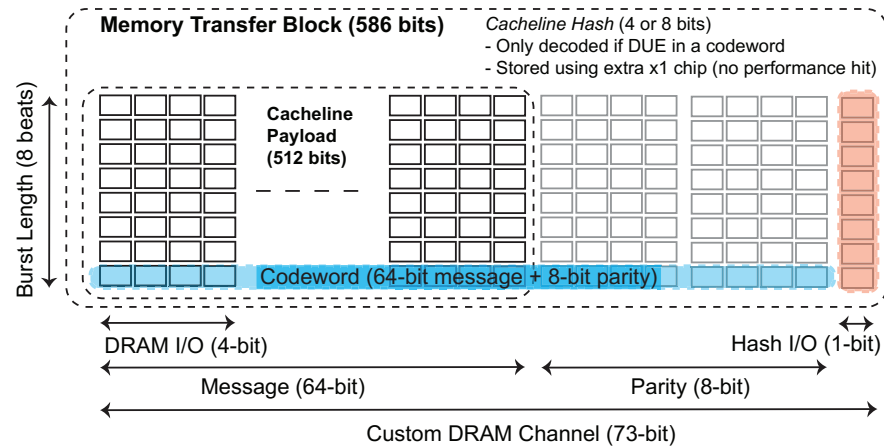 Memory Transfer Block (586 bits)
Cacheline Hash (4 or 8 bits)
- Only decoded if DUE in a codeword
- Stored using extra x1 chip (no performance hit)
Burst Length (8 beats)
Cacheline
Payload
(512 bits)
Codeword (64-bit message + 8-bit parity)
DRAM I/O (4-bit)
Hash I/O (1-bit)
Message (64-bit)
Parity (8-bit)
Custom DRAM Channel (73-bit)